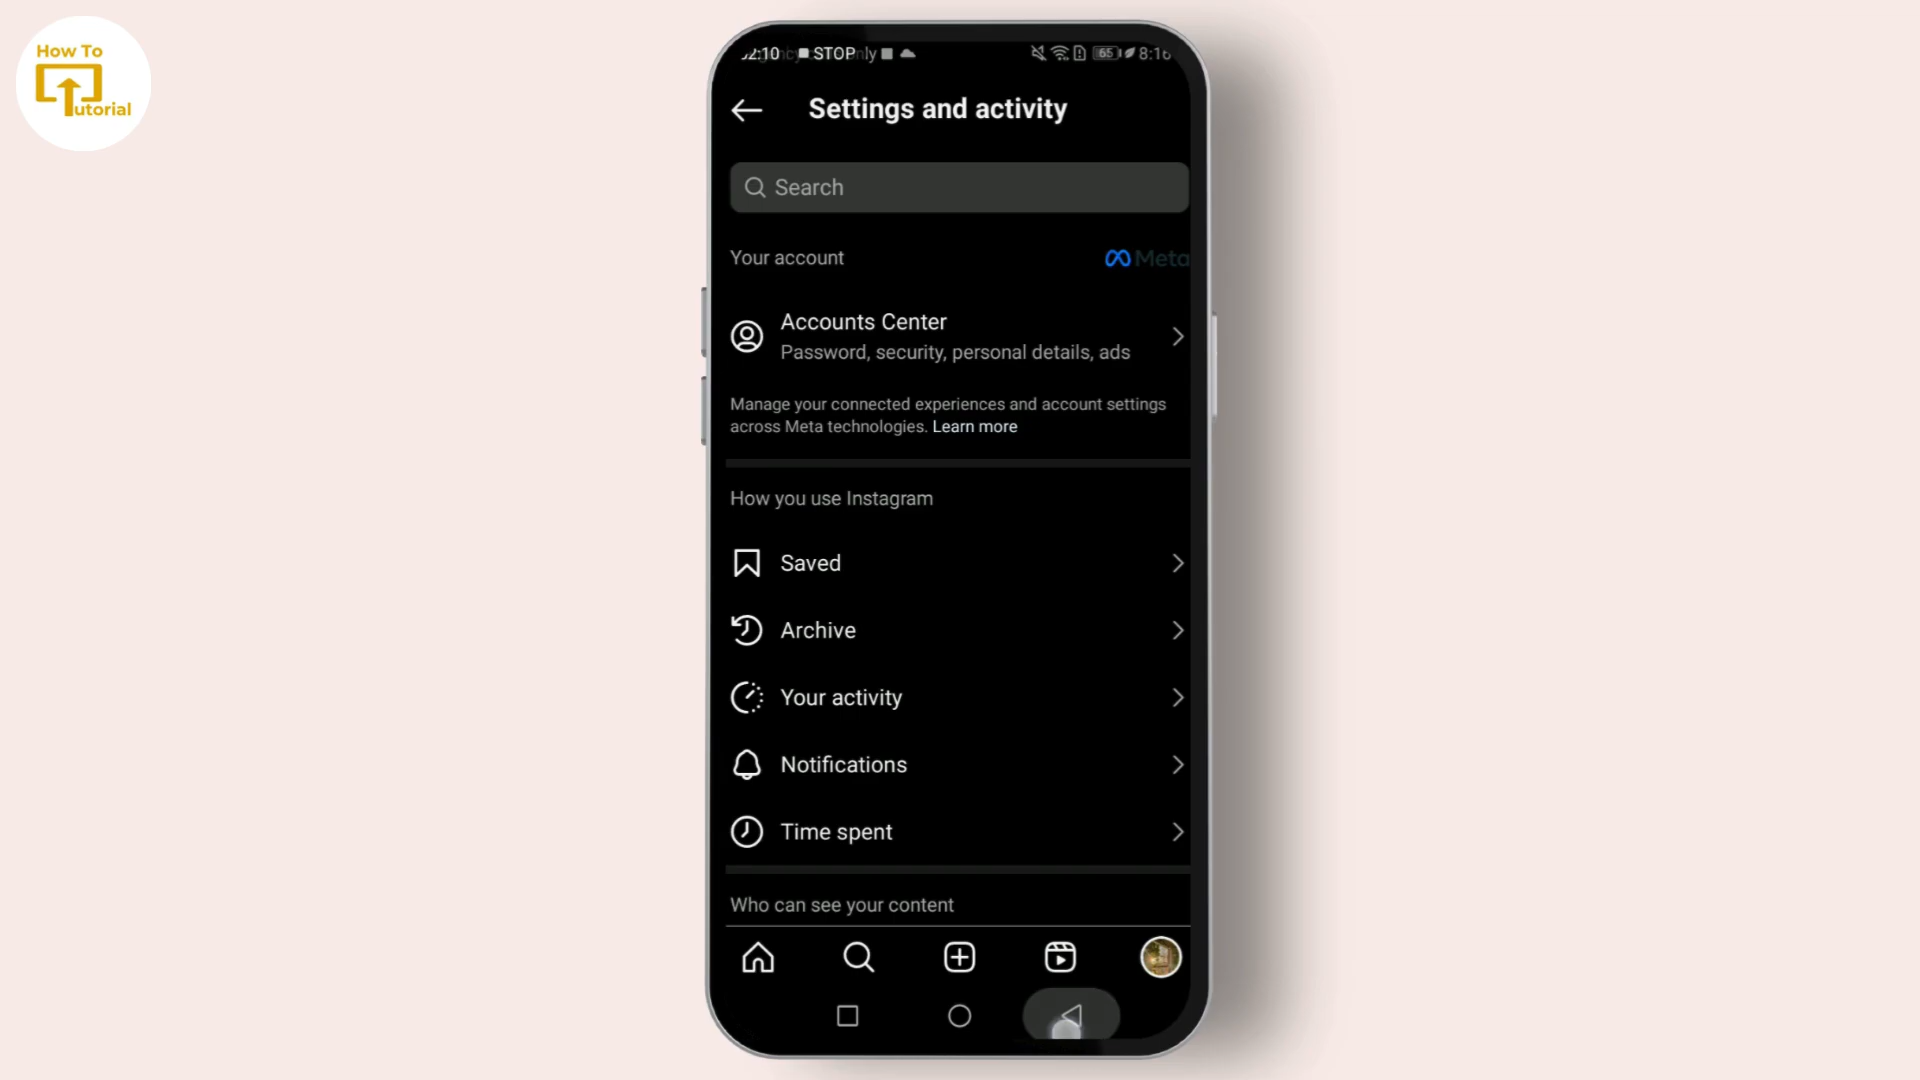 How To
utorial
STOP
65
8:16
Settings and activity
Search
Your account
Meta
Accounts Center
Password, security, personal details, ads
Manage your connected experiences and account settings
across Meta technologies. Learn more
How you use Instagram
Saved
Archive
Your activity
Notifications
Time spent
Who can see your content